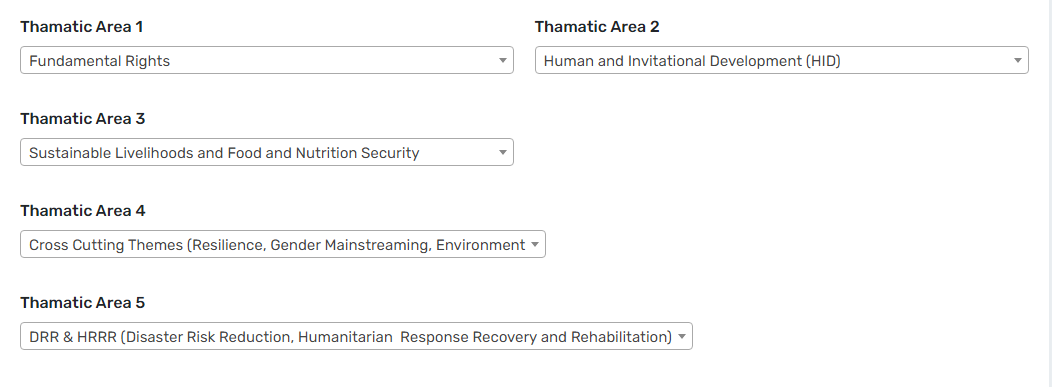 Thamatic Area 1
Thamatic Area 2
Fundamental Rights
Human and Invitational Development (HID)
Thamatic Area 3
Sustainable Livelihoods and Food and Nutrition Security
Thamatic Area 4
Cross Cutting Themes (Resilience, Gender Mainstreaming, Environment
Thamatic Area 5
DRR & HRRR (Disaster Risk Reduction, Humanitarian  Response Recovery and Rehabilitation)